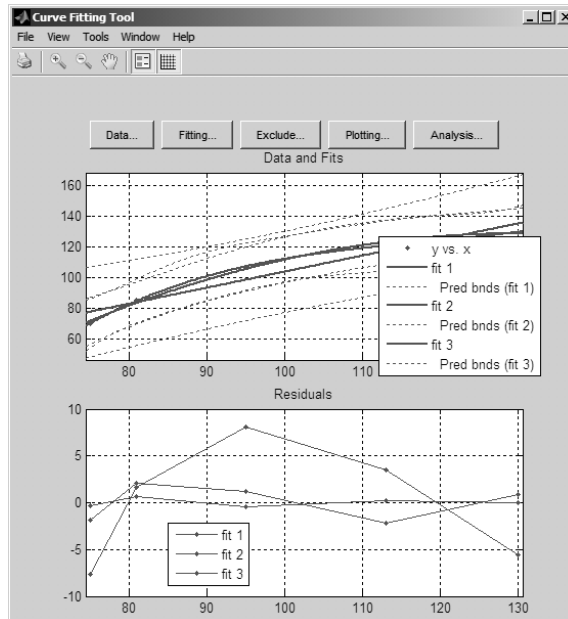 Curve Fitting Tool
File View Tools Window Help
Data... Fitting... Exclude... Plotting... Analysis...
Data and Fits
160
140
120
100
80
60
80 90 100 110
y vs. x
fit 1
Pred bnds (fit 1)
fit 2
Pred bnds (fit 2)
fit 3
Pred bnds (fit 3)
Residuals
10
5
0
-5
-10
fit 1
fit 2
fit 3
80 90 100 110 120 130